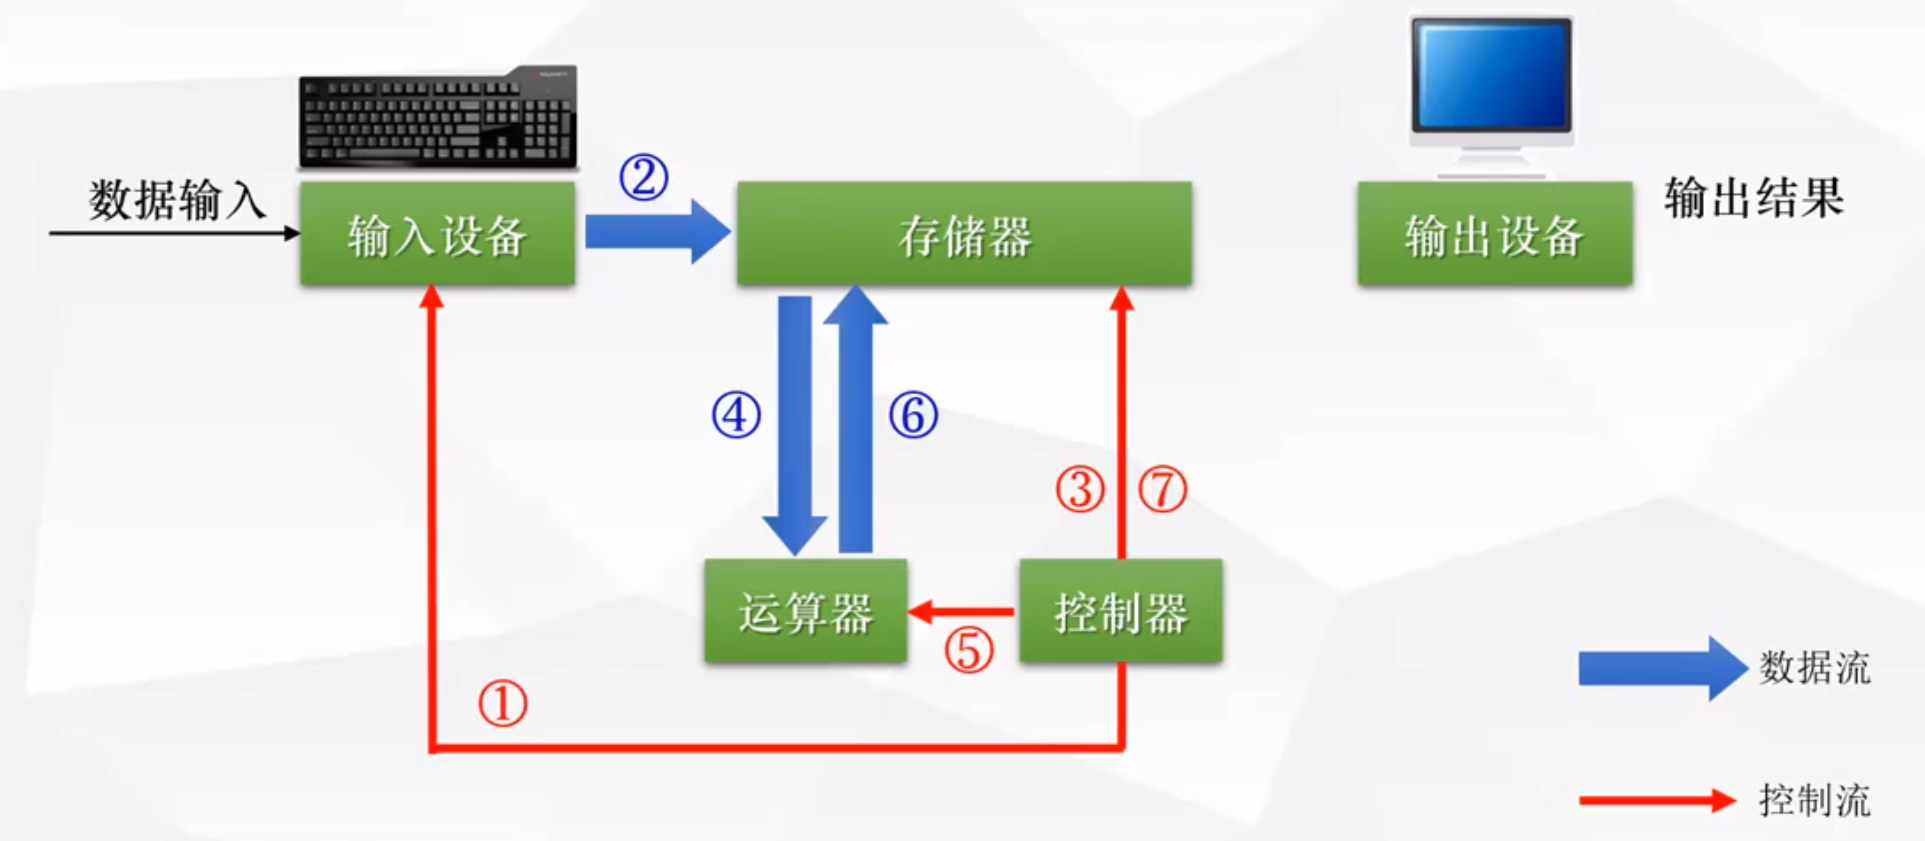 数据输入
②
输入设备
存储器
输出设备
输出结果
④
⑥
③
⑦
运算器
控制器
⑤
①
数据流
控制流